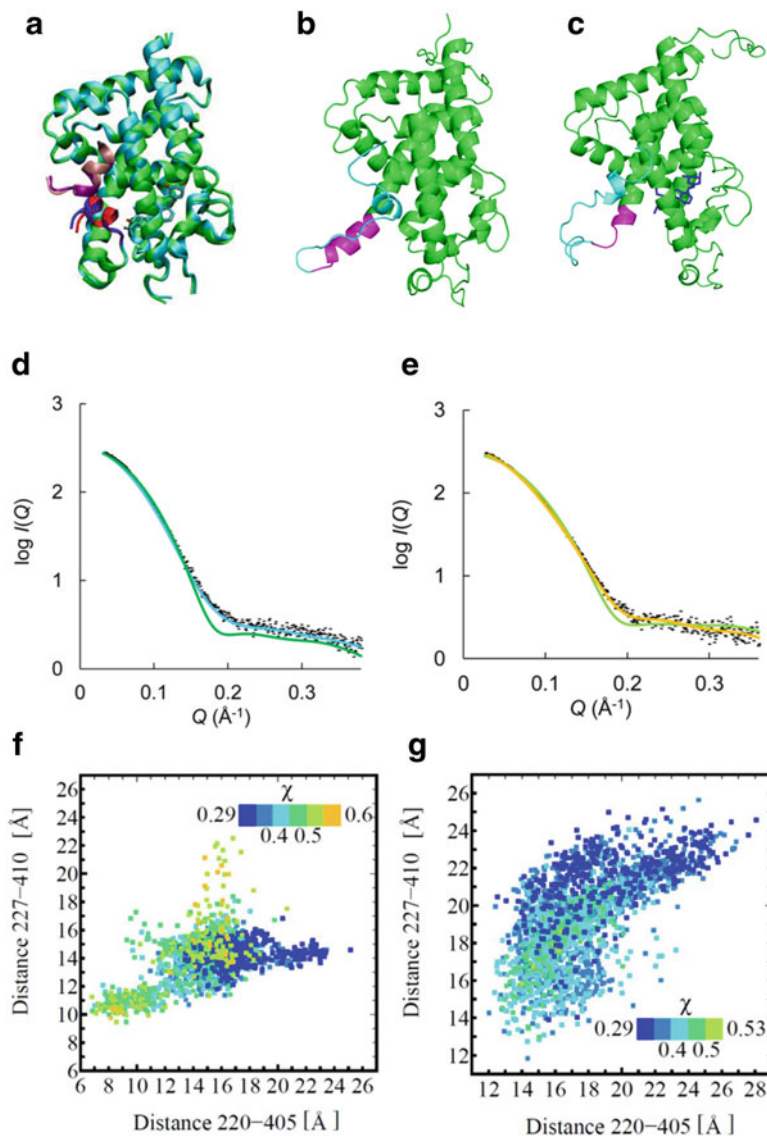 a b c
d e
3
2
1
0
log I(Q)
0 0.1 0.2 0.3
Q (Å⁻¹)
3
2
1
0
log I(Q)
0 0.1 0.2 0.3
Q (Å⁻¹)
f g
26
24
22
20
18
16
14
12
10
8
6
Distance 227−410 [Å]
χ
0.29 0.6
0.4 0.5
6 8 10 12 14 16 18 20 22 24 26
Distance 220−405 [Å]
26
24
22
20
18
16
14
12
Distance 227−410 [Å]
χ
0.29 0.53
0.4 0.5
12 14 16 18 20 22 24 26 28
Distance 220−405 [Å]